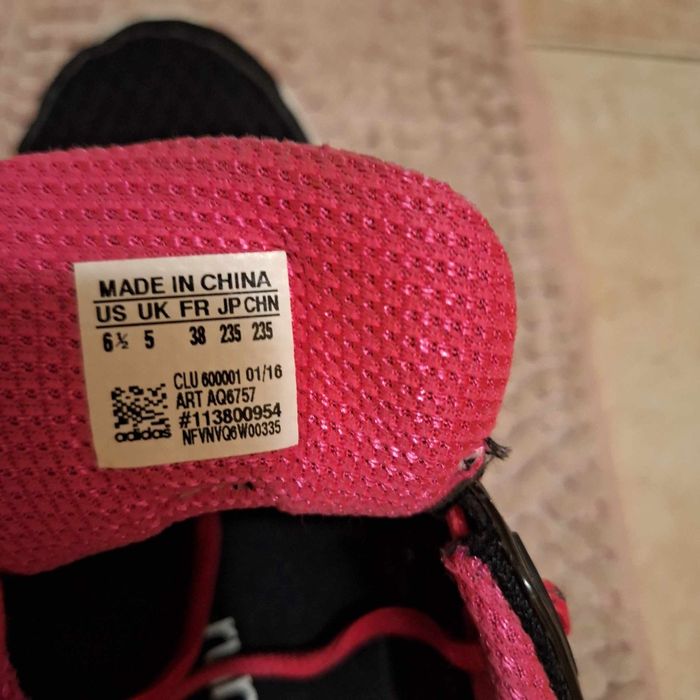 MADE IN CHINA
US UK FR JP CHN
6½ 5 38 235 235
CLU 600001 01/16
ART AQ6757
#113800954
adidas NFVNVQ6W00335